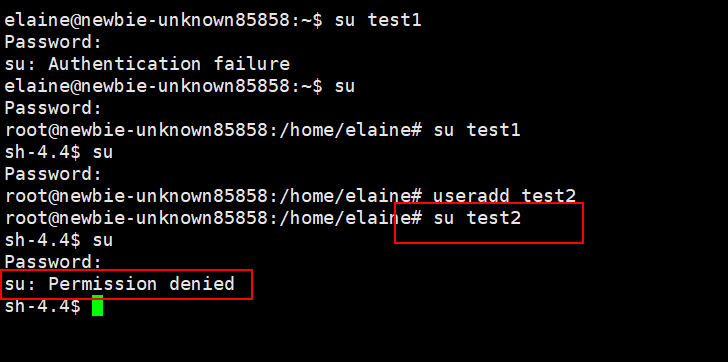 elaine@newbie-unknown85858:~$ su test1
Password:
su: Authentication failure
elaine@newbie-unknown85858:~$ su
Password:
root@newbie-unknown85858:/home/elaine# su test1
sh-4.4$ su
Password:
root@newbie-unknown85858:/home/elaine# useradd test2
root@newbie-unknown85858:/home/elaine# su test2
sh-4.4$ su
Password:
su: Permission denied
sh-4.4$